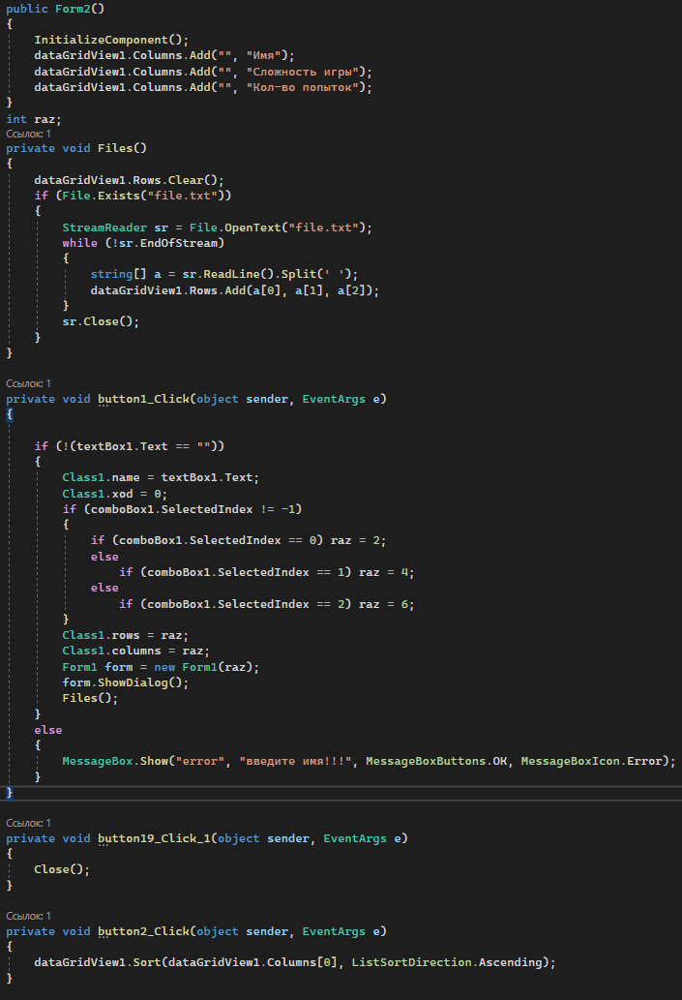 public Form2()
{
InitializeComponent();
dataGridView1.Columns.Add("", "Имя");
dataGridView1.Columns.Add("", "Сложность игры");
dataGridView1.Columns.Add("", "Кол-во попыток");
}
int raz;
Ссылок: 1
private void Files()
{
dataGridView1.Rows.Clear();
if (File.Exists("file.txt"))
{
StreamReader sr = File.OpenText("file.txt");
while (!sr.EndOfStream)
{
string[] a = sr.ReadLine().Split(' ');
dataGridView1.Rows.Add(a[0], a[1], a[2]);
}
sr.Close();
}
}
Ссылок: 1
private void button1_Click(object sender, EventArgs e)
{
if (!(textBox1.Text == ""))
{
Class1.name = textBox1.Text;
Class1.xod = 0;
if (comboBox1.SelectedIndex != -1)
{
if (comboBox1.SelectedIndex == 0) raz = 2;
else
if (comboBox1.SelectedIndex == 1) raz = 4;
else
if (comboBox1.SelectedIndex == 2) raz = 6;
}
Class1.rows = raz;
Class1.columns = raz;
Form1 form = new Form1(raz);
form.ShowDialog();
Files();
}
else
{
MessageBox.Show("error", "введите имя!!!", MessageBoxButtons.OK, MessageBoxIcon.Error);
}
}
Ссылок: 1
private void button19_Click_1(object sender, EventArgs e)
{
Close();
}
Ссылок: 1
private void button2_Click(object sender, EventArgs e)
{
dataGridView1.Sort(dataGridView1.Columns[0], ListSortDirection.Ascending);
}